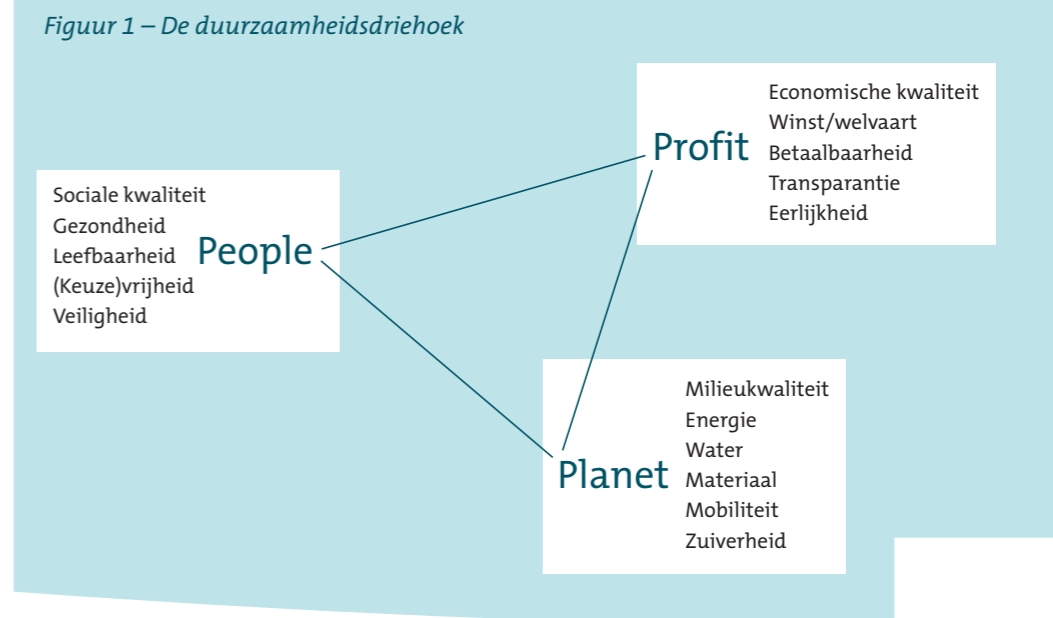 Figuur 1 – De duurzaamheidsdriehoek
Sociale kwaliteit
Gezondheid
Leefbaarheid
(Keuze)vrijheid
Veiligheid
People
Profit
Economische kwaliteit
Winst/welvaart
Betaalbaarheid
Transparantie
Eerlijkheid
Planet
Milieukwaliteit
Energie
Water
Materiaal
Mobiliteit
Zuiverheid